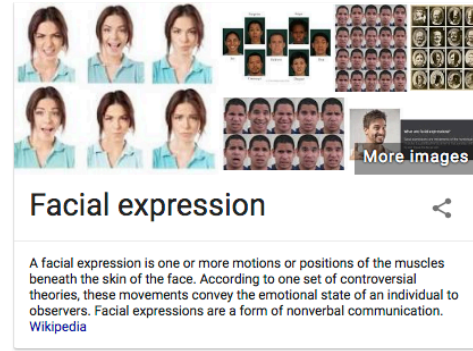 More images
Facial expression
A facial expression is one or more motions or positions of the muscles
beneath the skin of the face. According to one set of controversial
theories, these movements convey the emotional state of an individual to
observers. Facial expressions are a form of nonverbal communication.
Wikipedia